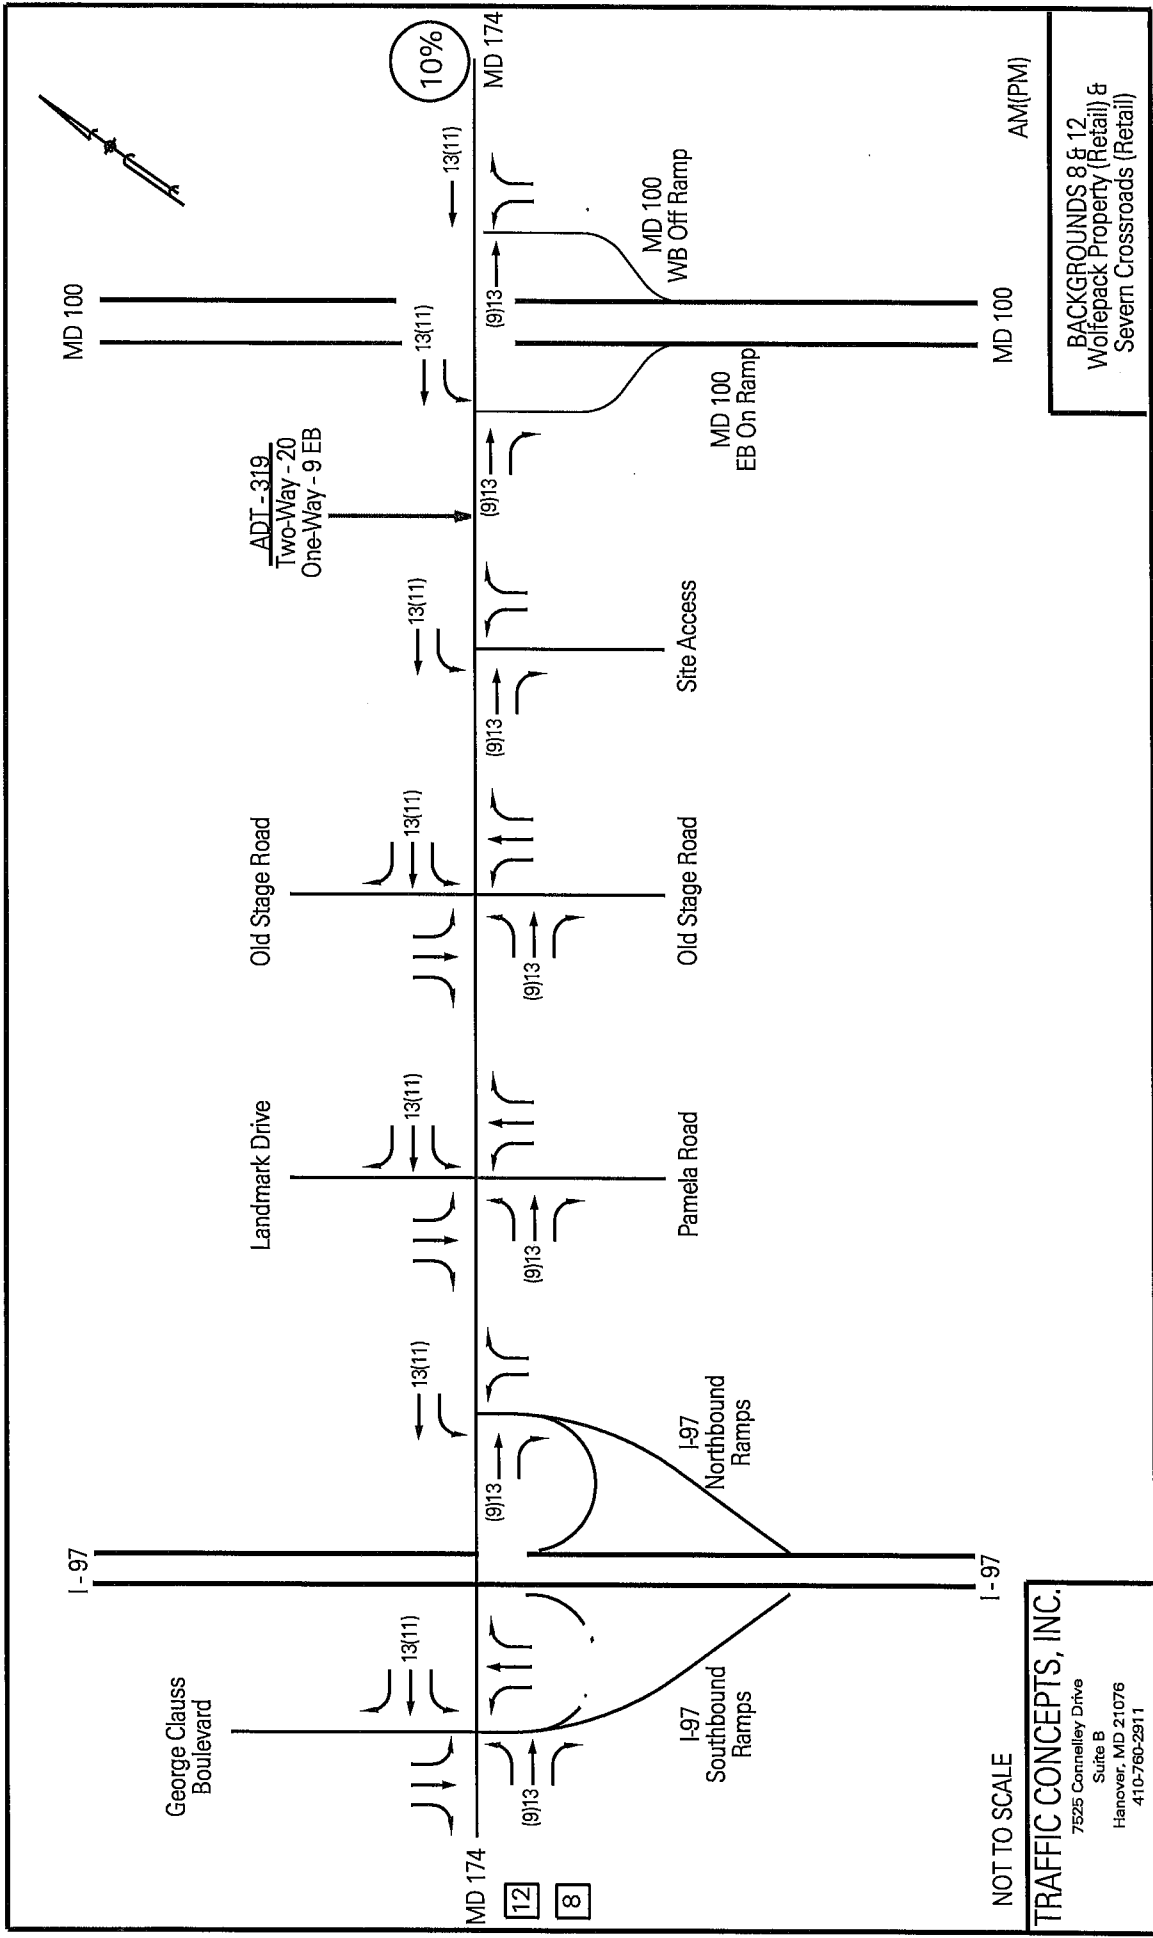 I - 97
MD 100
George Clauss
Boulevard
Landmark Drive
Old Stage Road
ADT - 319
Two-Way - 20
One-Way - 9 EB
10%
13(11)
13(11)
13(11)
13(11)
13(11)
13(11)
13(11)
MD 174
MD 174
12
8
(9)13
(9)13
(9)13
(9)13
(9)13
(9)13
(9)13
I-97
Southbound
Ramps
I-97
Northbound
Ramps
Pamela Road
Old Stage Road
Site Access
MD 100
EB On Ramp
MD 100
WB Off Ramp
I - 97
MD 100
AM(PM)
NOT TO SCALE
TRAFFIC CONCEPTS, INC.
7525 Connelley Drive
Suite B
Hanover, MD 21076
410-760-2911
BACKGROUNDS 8 & 12
Wolfepack Property (Retail) &
Severn Crossroads (Retail)